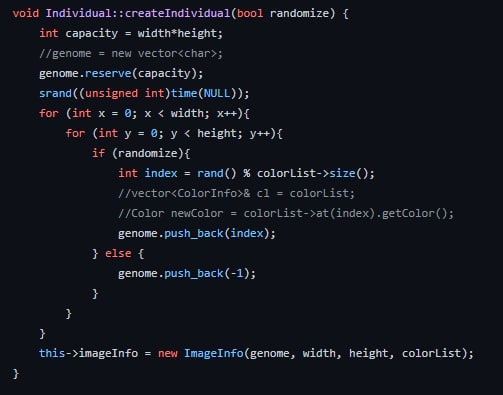 void Individual::createIndividual(bool randomize) {
    int capacity = width*height;
    //genome = new vector<char>;
    genome.reserve(capacity);
    srand((unsigned int)time(NULL));
    for (int x = 0; x < width; x++){
        for (int y = 0; y < height; y++){
            if (randomize){
                int index = rand() % colorList->size();
                //vector<ColorInfo>& cl = colorList;
                //Color newColor = colorList->at(index).getColor();
                genome.push_back(index);
            } else {
                genome.push_back(-1);
            }
        }
    }
    this->imageInfo = new ImageInfo(genome, width, height, colorList);
}